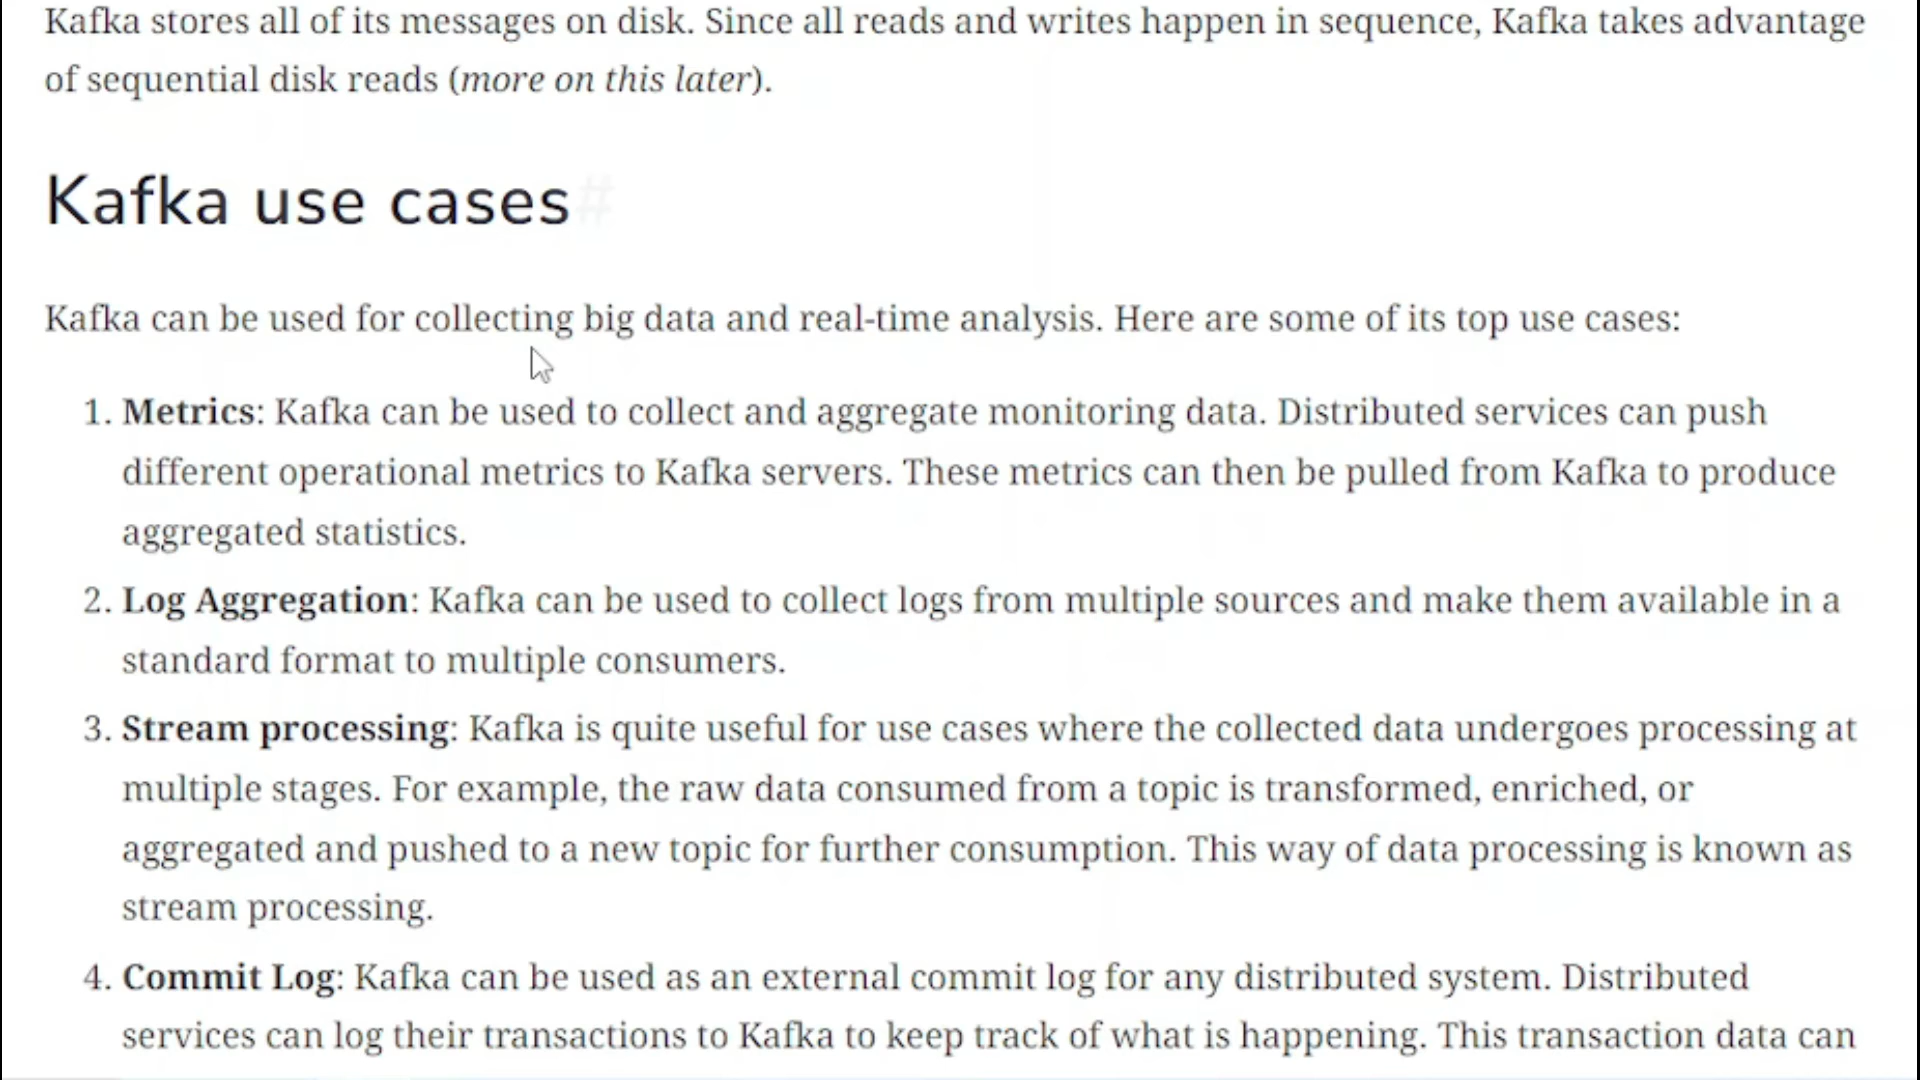 Kafka stores all of its messages on disk. Since all reads and writes happen in sequence, Kafka takes advantage
of sequential disk reads (more on this later).
Kafka use cases#
Kafka can be used for collecting big data and real-time analysis. Here are some of its top use cases:
1. Metrics: Kafka can be used to collect and aggregate monitoring data. Distributed services can push
different operational metrics to Kafka servers. These metrics can then be pulled from Kafka to produce
aggregated statistics.
2. Log Aggregation: Kafka can be used to collect logs from multiple sources and make them available in a
standard format to multiple consumers.
3. Stream processing: Kafka is quite useful for use cases where the collected data undergoes processing at
multiple stages. For example, the raw data consumed from a topic is transformed, enriched, or
aggregated and pushed to a new topic for further consumption. This way of data processing is known as
stream processing.
4. Commit Log: Kafka can be used as an external commit log for any distributed system. Distributed
services can log their transactions to Kafka to keep track of what is happening. This transaction data can